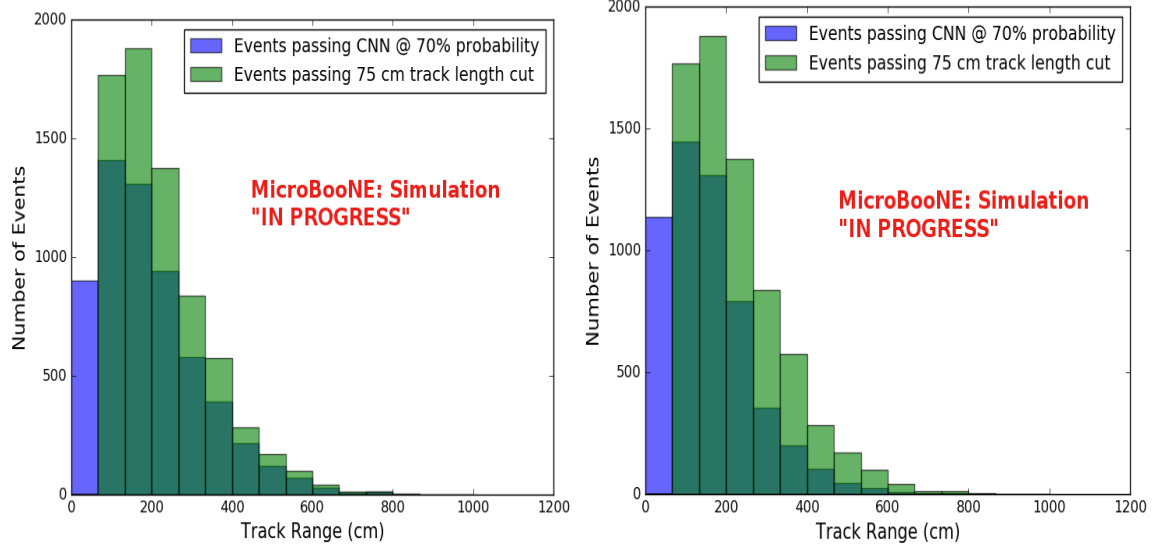 2000
1500
1000
500
0
0
200
400
600
800
1000
1200
Number of Events
Track Range (cm)
Events passing CNN @ 70% probability
Events passing 75 cm track length cut
MicroBooNE: Simulation
"IN PROGRESS"
2000
1500
1000
500
0
0
200
400
600
800
1000
1200
Number of Events
Track Range (cm)
Events passing CNN @ 70% probability
Events passing 75 cm track length cut
MicroBooNE: Simulation
"IN PROGRESS"